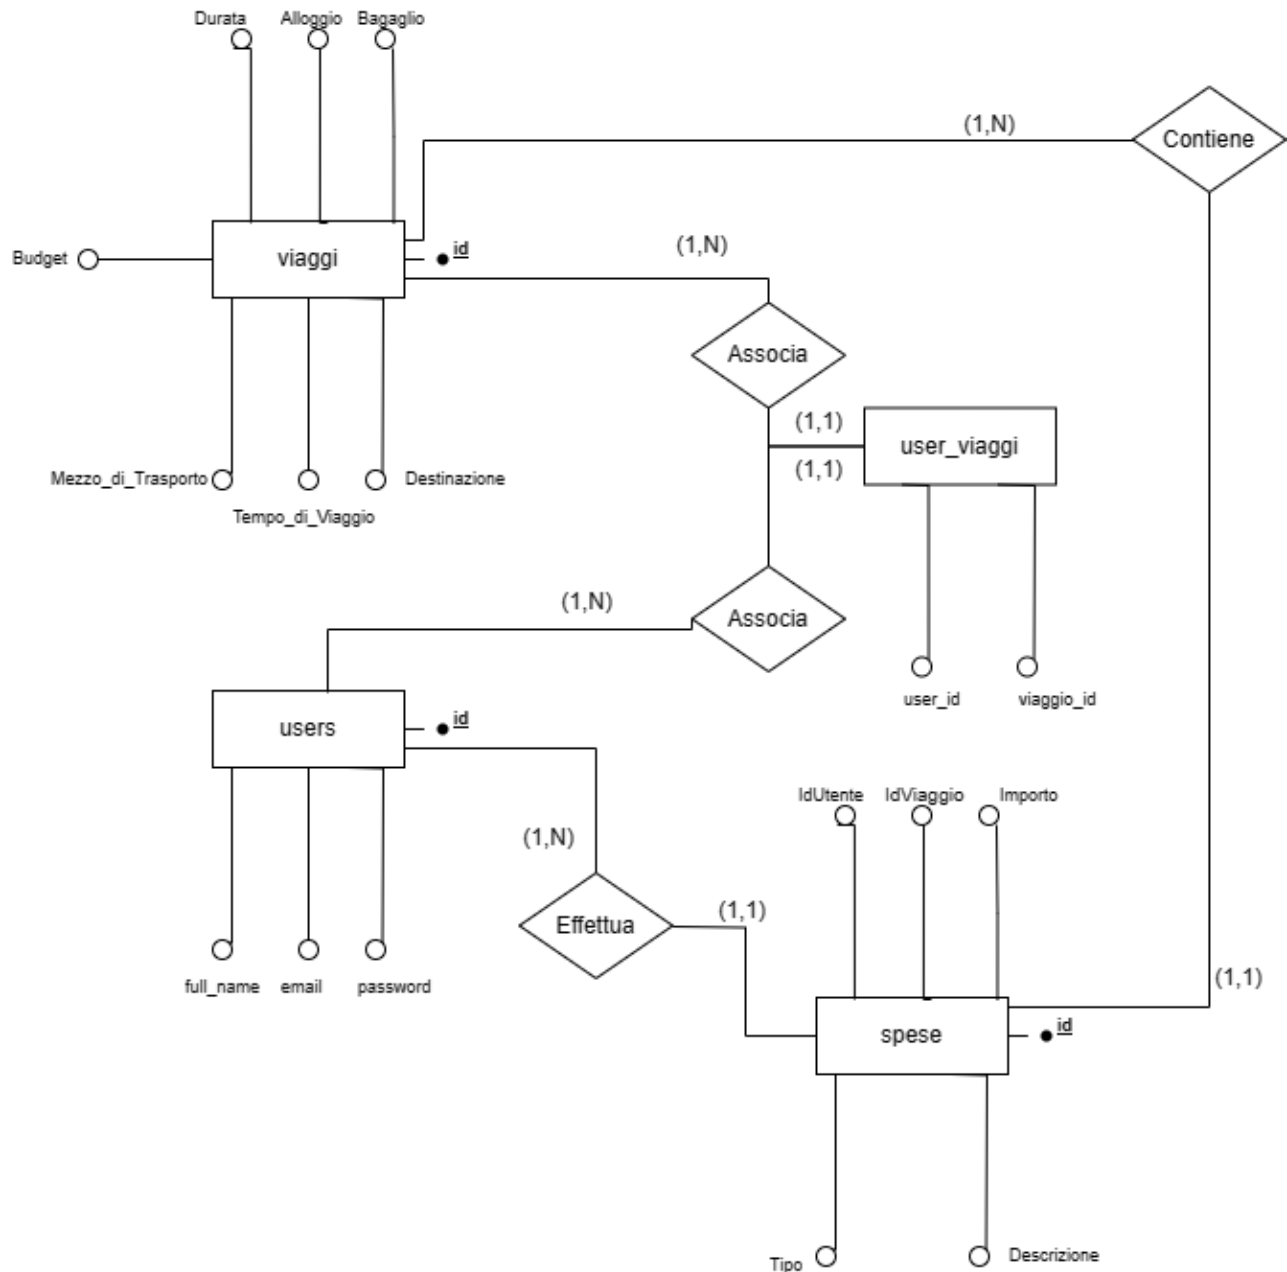 Durata
Alloggio
Bagaglio
(1,N)
Contiene
Budget
viaggi
id
(1,N)
Associa
(1,1)
user_viaggi
(1,1)
Mezzo_di_Trasporto
Destinazione
Tempo_di_Viaggio
(1,N)
Associa
user_id
viaggio_id
users
id
IdUtente
IdViaggio
Importo
(1,N)
Effettua
(1,1)
full_name
email
password
(1,1)
spese
id
Tipo
Descrizione